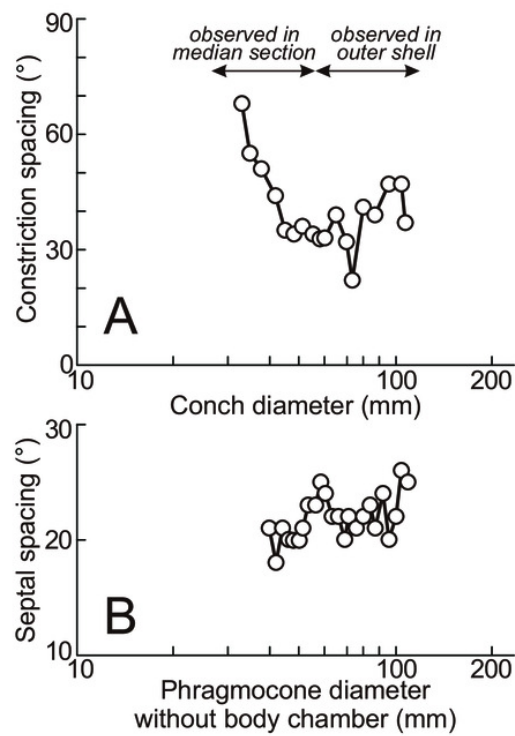 90
observed in
median section
observed in
outer shell
60
30
0
Constriction spacing (°)
A
10
100
200
Conch diameter (mm)
30
20
10
Septal spacing (°)
B
10
100
200
Phragmocone diameter
without body chamber (mm)